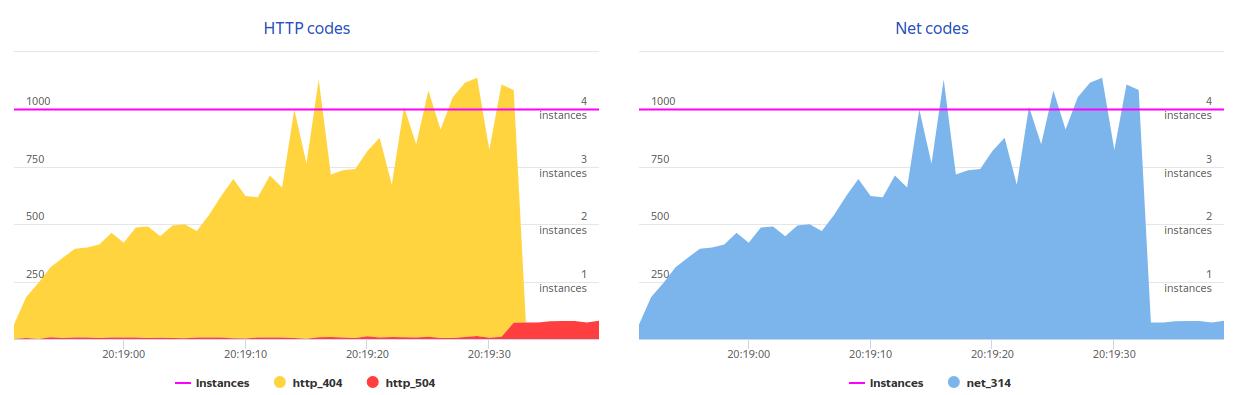 HTTP codes
1000
4
instances
750
3
instances
500
2
instances
250
1
instances
20:19:00
20:19:10
20:19:20
20:19:30
Instances
http_404
http_504
Net codes
1000
4
instances
750
3
instances
500
2
instances
250
1
instances
20:19:00
20:19:10
20:19:20
20:19:30
Instances
net_314